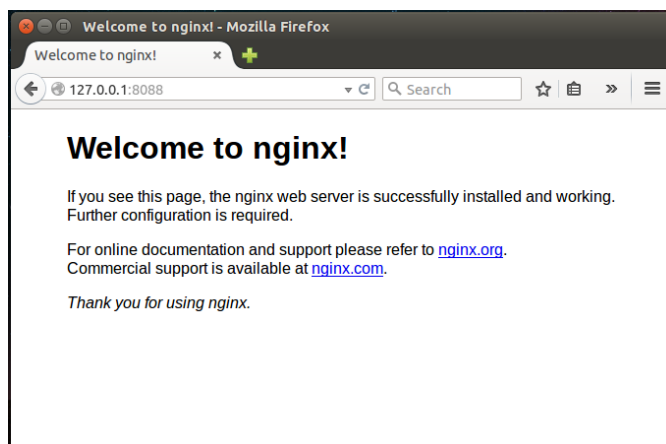 Welcome to nginx! - Mozilla Firefox
Welcome to nginx!
127.0.0.1:8088
Search
Welcome to nginx!
If you see this page, the nginx web server is successfully installed and working.
Further configuration is required.
For online documentation and support please refer to nginx.org.
Commercial support is available at nginx.com.
Thank you for using nginx.